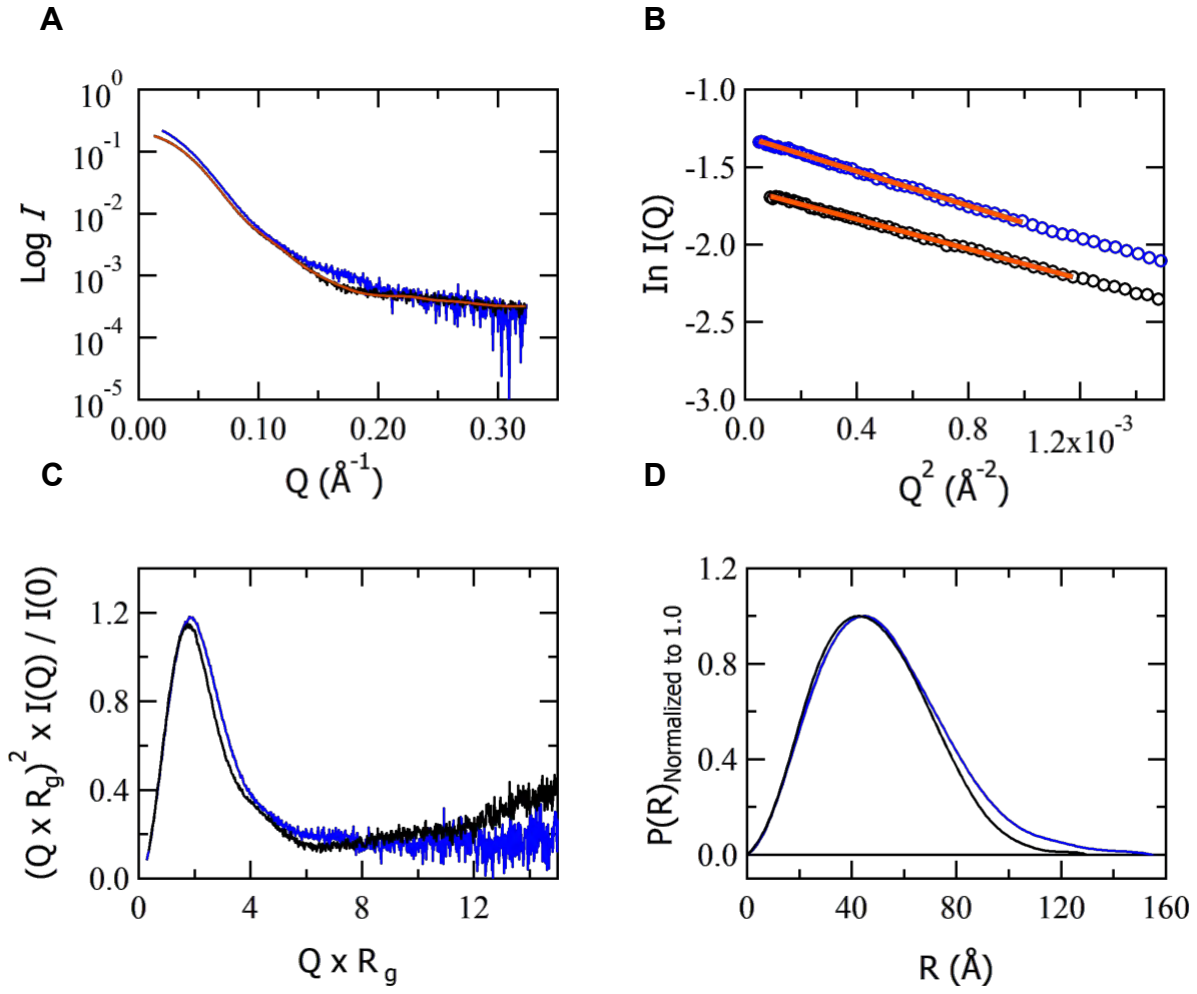 A
10^0
10^-1
10^-2
10^-3
10^-4
10^-5
Log I
0.00 0.10 0.20 0.30
Q (Å^-1)
B
-1.0
-1.5
-2.0
-2.5
-3.0
In I(Q)
0.0 0.4 0.8 1.2x10^-3
Q^2 (Å^-2)
C
1.2
0.8
0.4
0.0
(Q x R_g)^2 x I(Q) / I(0)
0 4 8 12
Q x R_g
D
1.2
1.0
0.8
0.4
0.0
P(R)_Normalized to 1.0
0 40 80 120 160
R (Å)